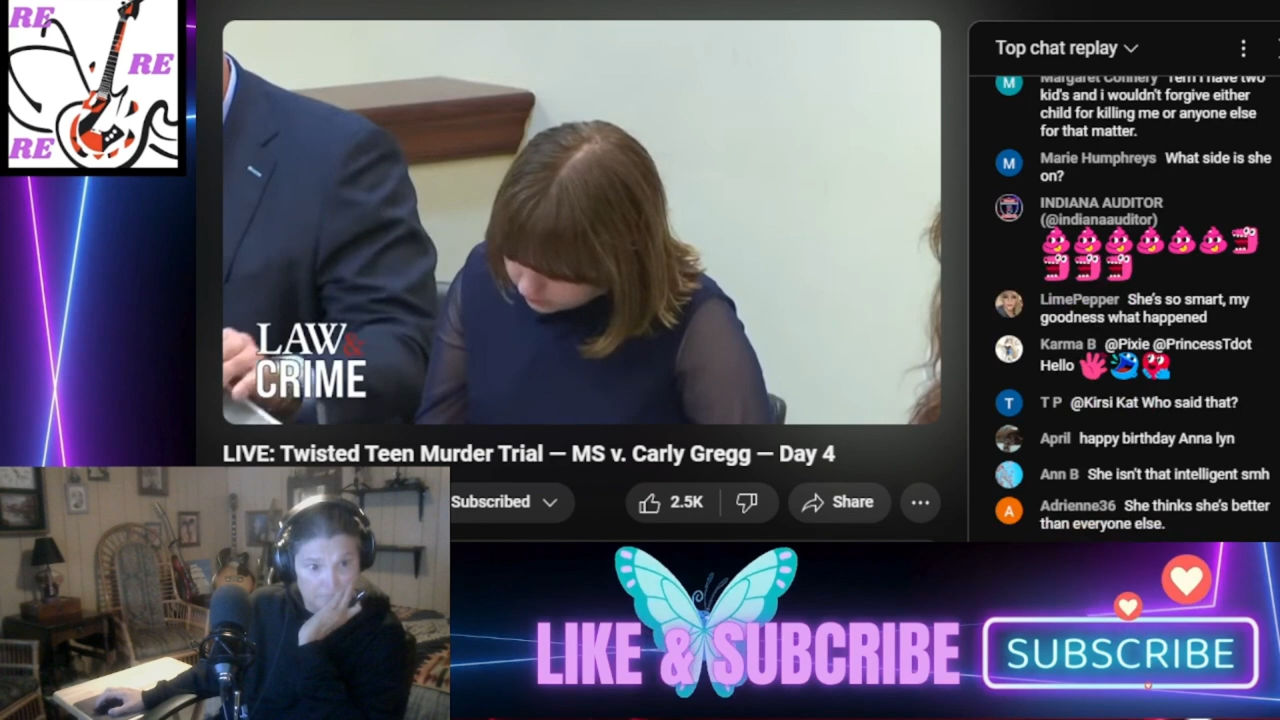 RE
RE
RE
LAW&
CRIME
LIVE: Twisted Teen Murder Trial — MS v. Carly Gregg — Day 4
Subscribed
2.5K
Share
Top chat replay
Margaret Connery Terri I have two
kid's and i wouldn't forgive either
child for killing me or anyone else
for that matter.
M
Marie Humphreys What side is she
on?
M
INDIANA AUDITOR
(@indianaauditor)
LimePepper She's so smart, my
goodness what happened
Karma B @Pixie @PrincessTdot
Hello
T
T P @Kirsi Kat Who said that?
April happy birthday Anna lyn
Ann B She isn't that intelligent smh
A
Adrienne36 She thinks she's better
than everyone else.
LIKE & SUBCRIBE
SUBSCRIBE